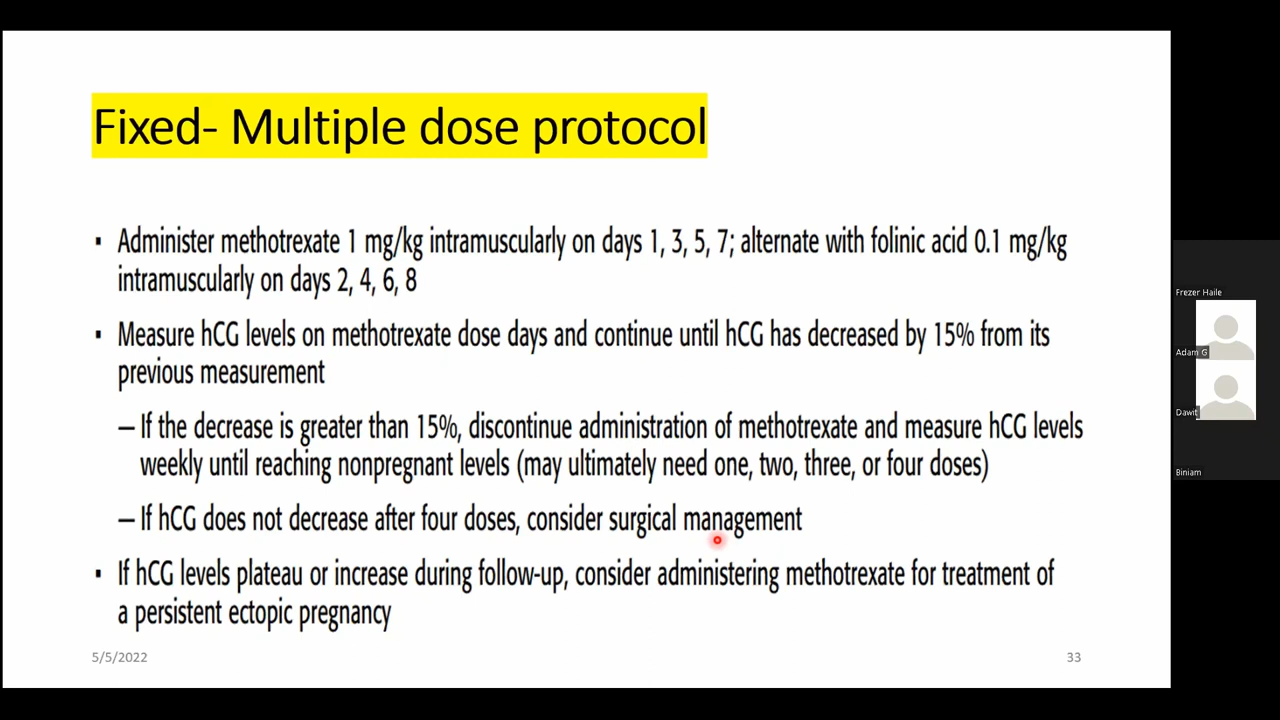 Fixed- Multiple dose protocol
▪ Administer methotrexate 1 mg/kg intramuscularly on days 1, 3, 5, 7; alternate with folinic acid 0.1 mg/kg
intramuscularly on days 2, 4, 6, 8
▪ Measure hCG levels on methotrexate dose days and continue until hCG has decreased by 15% from its
previous measurement
– If the decrease is greater than 15%, discontinue administration of methotrexate and measure hCG levels
weekly until reaching nonpregnant levels (may ultimately need one, two, three, or four doses)
– If hCG does not decrease after four doses, consider surgical management
▪ If hCG levels plateau or increase during follow-up, consider administering methotrexate for treatment of
a persistent ectopic pregnancy
5/5/2022
33
Frezer Haile
Adam G
Dawit
Biniam